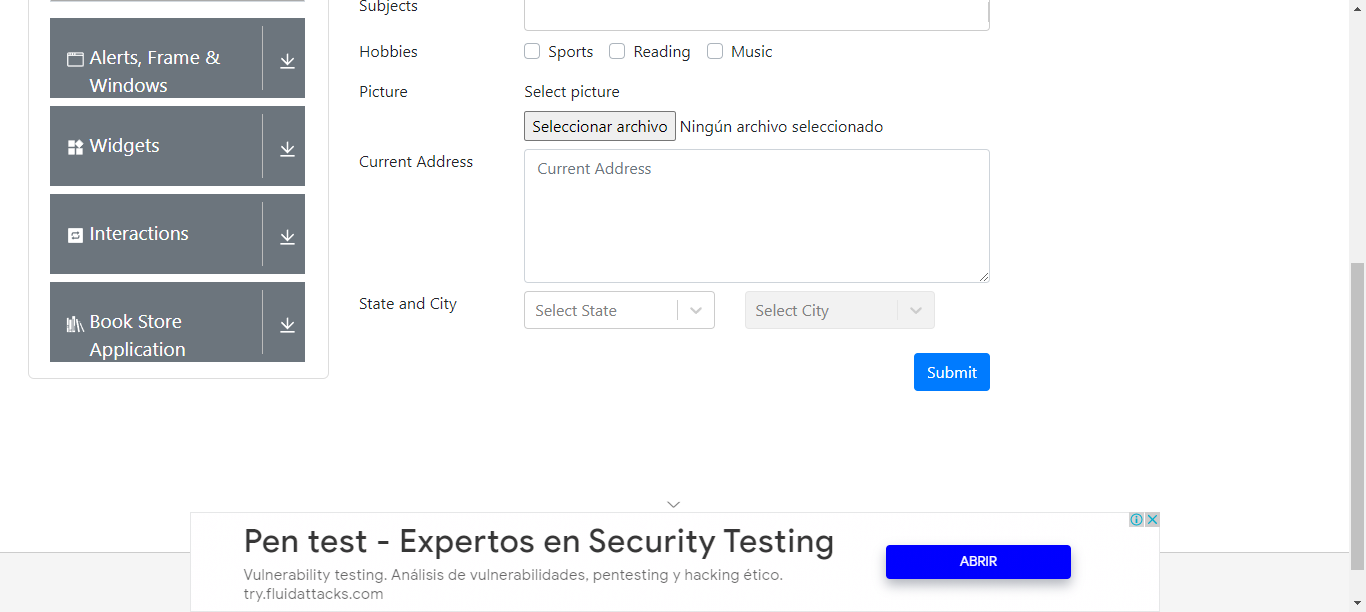 Alerts, Frame &
Windows
Widgets
Interactions
Book Store
Application
Subjects
Hobbies
Sports
Reading
Music
Picture
Select picture
Seleccionar archivo Ningún archivo seleccionado
Current Address
Current Address
State and City
Select State
Select City
Submit
Pen test - Expertos en Security Testing
Vulnerability testing. Análisis de vulnerabilidades, pentesting y hacking ético.
try.fluidattacks.com
ABRIR